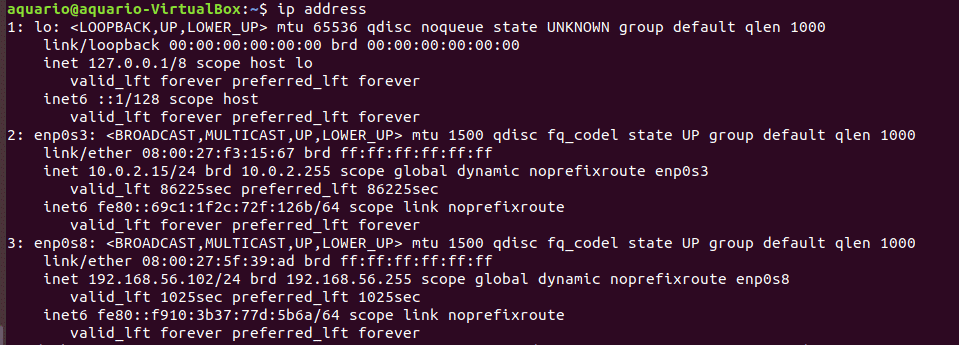 aquario@aquario-VirtualBox:~$ ip address
1: lo: <LOOPBACK,UP,LOWER_UP> mtu 65536 qdisc noqueue state UNKNOWN group default qlen 1000
    link/loopback 00:00:00:00:00:00 brd 00:00:00:00:00:00
    inet 127.0.0.1/8 scope host lo
       valid_lft forever preferred_lft forever
    inet6 ::1/128 scope host
       valid_lft forever preferred_lft forever
2: enp0s3: <BROADCAST,MULTICAST,UP,LOWER_UP> mtu 1500 qdisc fq_codel state UP group default qlen 1000
    link/ether 08:00:27:f3:15:67 brd ff:ff:ff:ff:ff:ff
    inet 10.0.2.15/24 brd 10.0.2.255 scope global dynamic noprefixroute enp0s3
       valid_lft 86225sec preferred_lft 86225sec
    inet6 fe80::69c1:1f2c:72f:126b/64 scope link noprefixroute
       valid_lft forever preferred_lft forever
3: enp0s8: <BROADCAST,MULTICAST,UP,LOWER_UP> mtu 1500 qdisc fq_codel state UP group default qlen 1000
    link/ether 08:00:27:5f:39:ad brd ff:ff:ff:ff:ff:ff
    inet 192.168.56.102/24 brd 192.168.56.255 scope global dynamic noprefixroute enp0s8
       valid_lft 1025sec preferred_lft 1025sec
    inet6 fe80::f910:3b37:77d:5b6a/64 scope link noprefixroute
       valid_lft forever preferred_lft forever